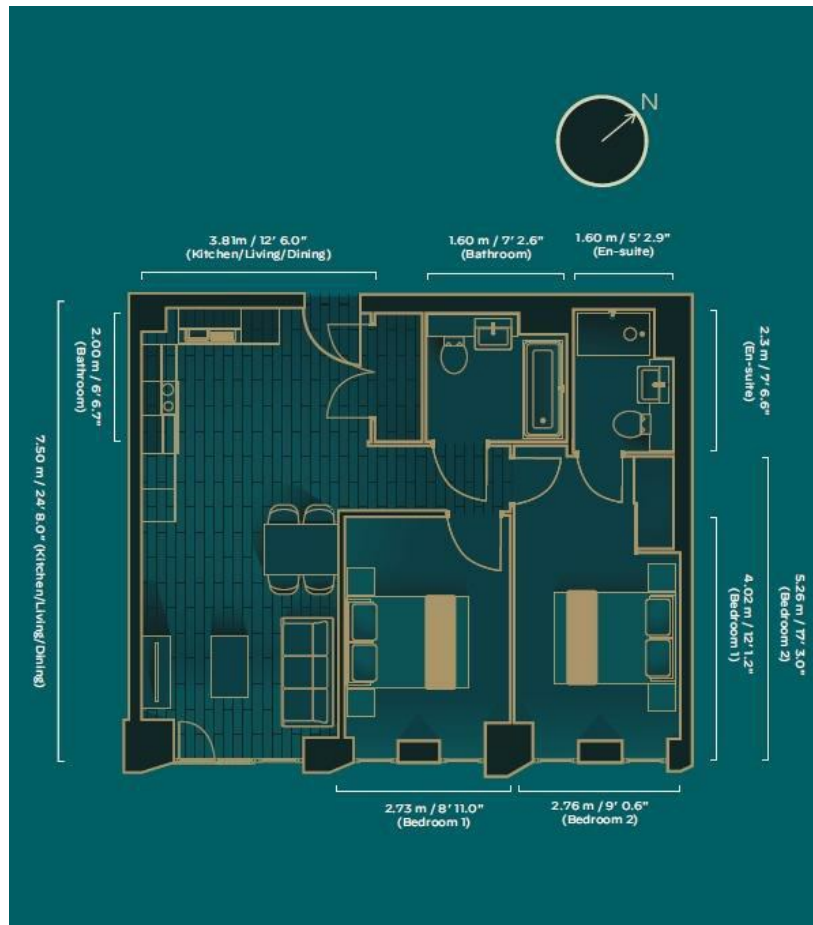 N
3.81m / 12' 6.0"
(Kitchen/Living/Dining)
1.60 m / 7' 2.6"
(Bathroom)
1.60 m / 5' 2.9"
(En-suite)
2.00 m / 6' 6.7"
(Bathroom)
7.50 m / 24' 8.0" (Kitchen/Living/Dining)
2.3 m / 7' 6.6"
(En-suite)
4.02 m / 12' 1.2"
(Bedroom 1)
5.26 m / 17' 3.0"
(Bedroom 2)
2.73 m / 8' 11.0"
(Bedroom 1)
2.76 m / 9' 0.6"
(Bedroom 2)